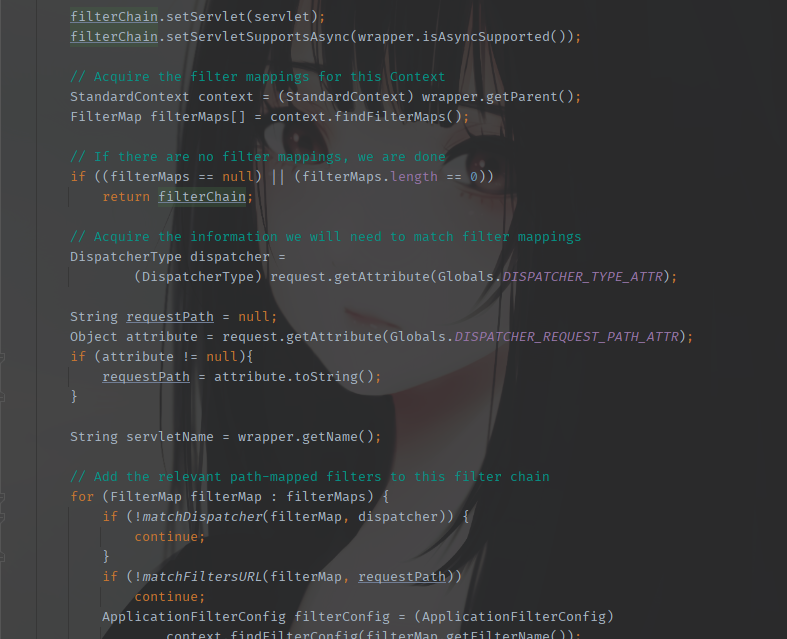 filterChain.setServlet(servlet);
filterChain.setServletSupportsAsync(wrapper.isAsyncSupported());
// Acquire the filter mappings for this Context
StandardContext context = (StandardContext) wrapper.getParent();
FilterMap filterMaps[] = context.findFilterMaps();
// If there are no filter mappings, we are done
if ((filterMaps == null) || (filterMaps.length == 0))
return filterChain;
// Acquire the information we will need to match filter mappings
DispatcherType dispatcher =
(DispatcherType) request.getAttribute(Globals.DISPATCHER_TYPE_ATTR);
String requestPath = null;
Object attribute = request.getAttribute(Globals.DISPATCHER_REQUEST_PATH_ATTR);
if (attribute != null){
requestPath = attribute.toString();
}
String servletName = wrapper.getName();
// Add the relevant path-mapped filters to this filter chain
for (FilterMap filterMap : filterMaps) {
if (!matchDispatcher(filterMap, dispatcher)) {
continue;
}
if (!matchFiltersURL(filterMap, requestPath))
continue;
ApplicationFilterConfig filterConfig = (ApplicationFilterConfig)
context.findFilterConfig(filterMap.getFilterName());